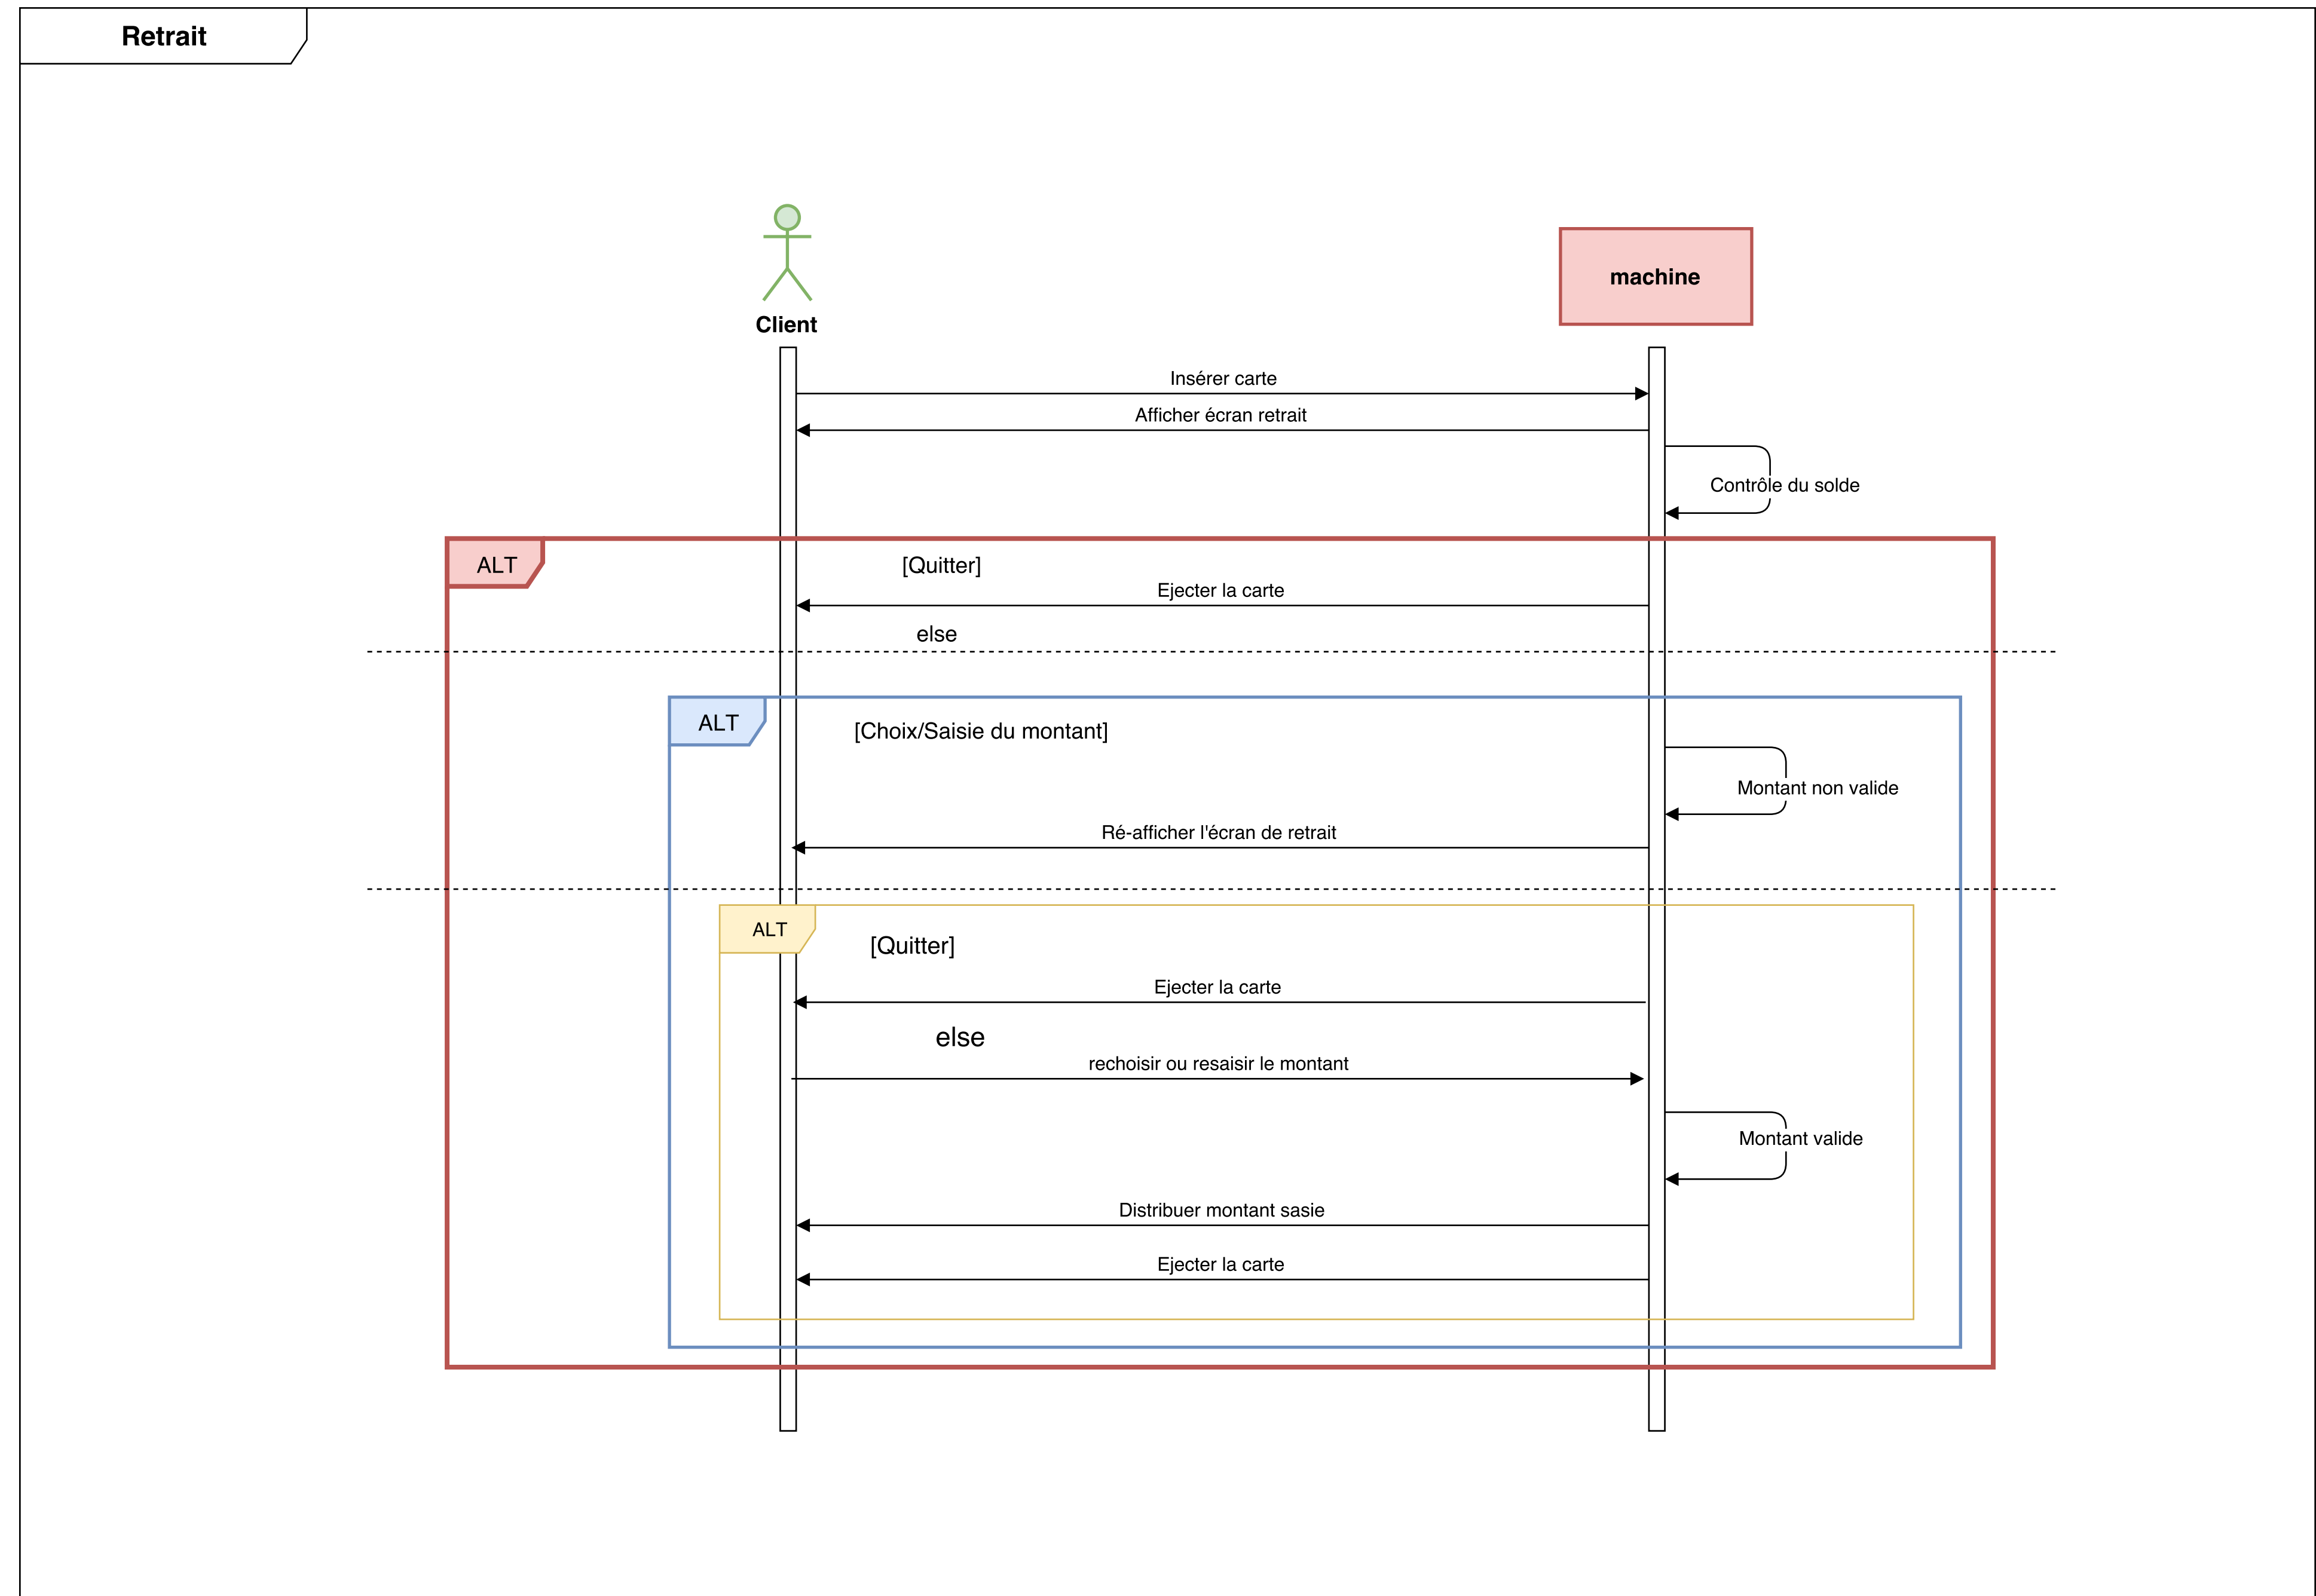 Retrait
Client
machine
Insérer carte
Afficher écran retrait
Contrôle du solde
ALT
[Quitter]
Ejecter la carte
else
ALT
[Choix/Saisie du montant]
Montant non valide
Ré-afficher l'écran de retrait
ALT
[Quitter]
Ejecter la carte
else
rechoisir ou resaisir le montant
Montant valide
Distribuer montant sasie
Ejecter la carte